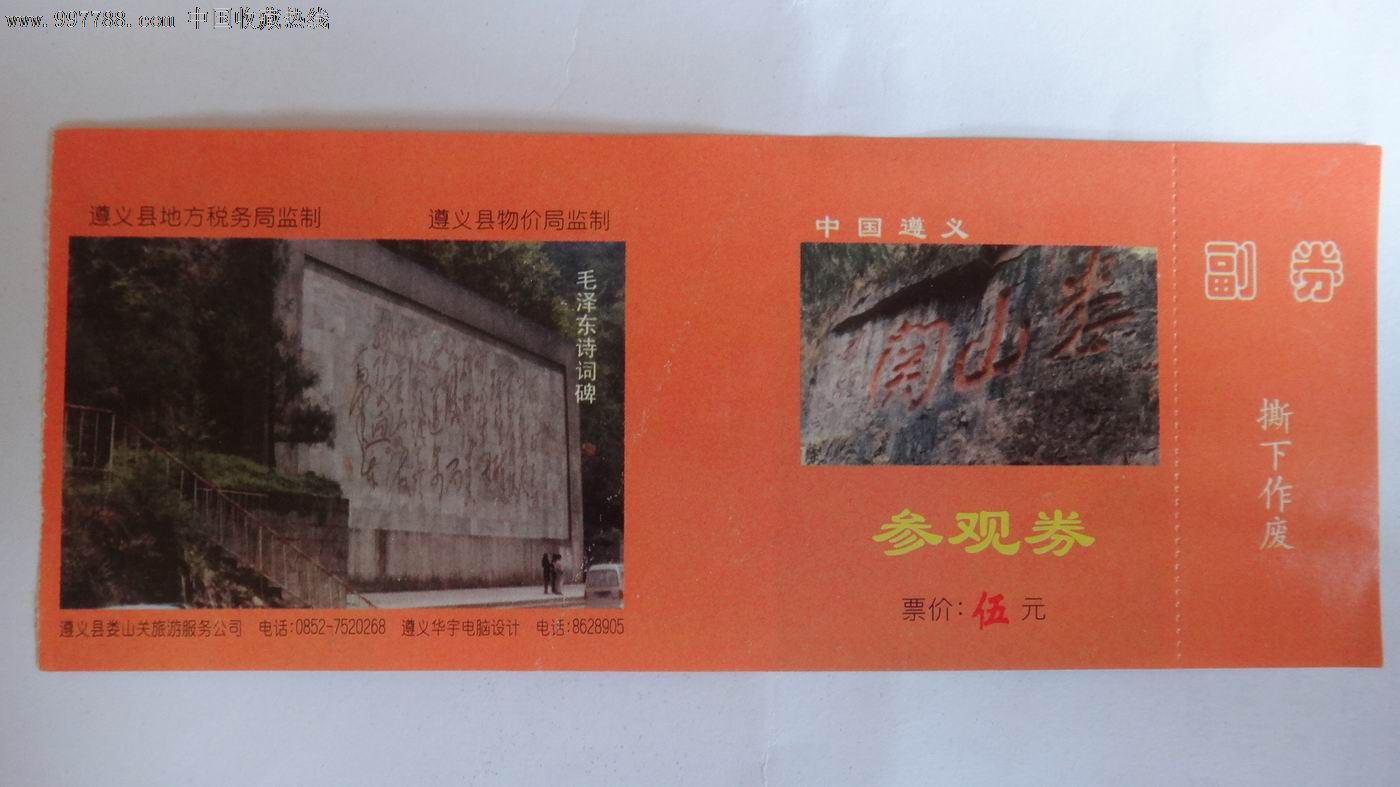 www.997788.com 中国收藏热线
遵义县地方税务局监制 遵义县物价局监制
毛泽东诗词碑
遵义县娄山关旅游服务公司 电话:0852-7520268 遵义华宇电脑设计 电话:8628905
中国遵义
娄山关
参观券
票价:伍元
副券
撕下作废